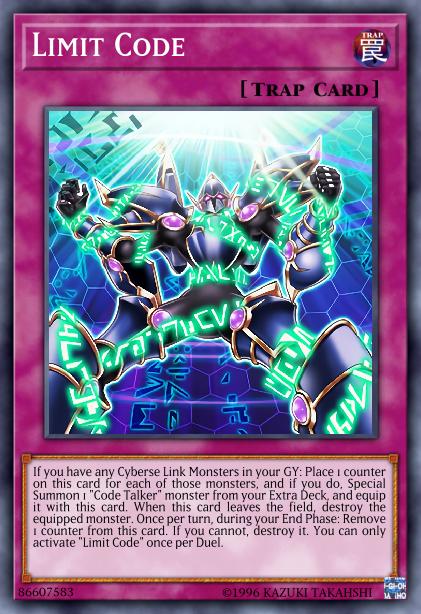 Limit Code
TRAP
罠
[Trap Card]
If you have any Cyberse Link Monsters in your GY: Place 1 counter
on this card for each of those monsters, and if you do, Special
Summon 1 "Code Talker" monster from your Extra Deck, and equip
it with this card. When this card leaves the field, destroy the
equipped monster. Once per turn, during your End Phase: Remove
1 counter from this card. If you cannot, destroy it. You can only
activate "Limit Code" once per Duel.
86607583
©1996 KAZUKI TAKAHSHI